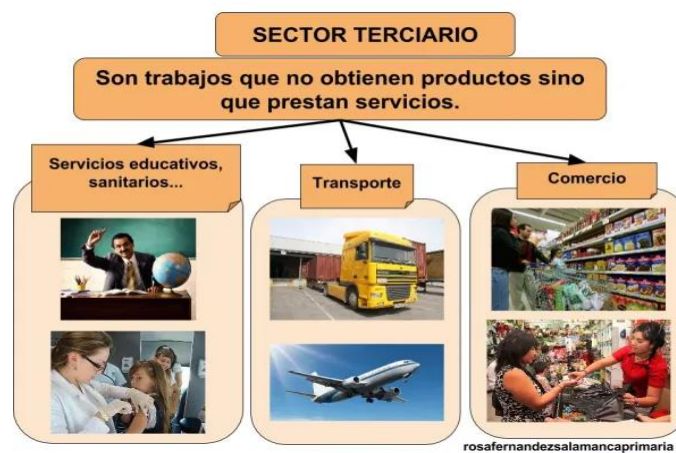 SECTOR TERCIARIO
Son trabajos que no obtienen productos sino
que prestan servicios.
Servicios educativos,
sanitarios...
Transporte
Comercio
rosafernandezsalamancaprimaria